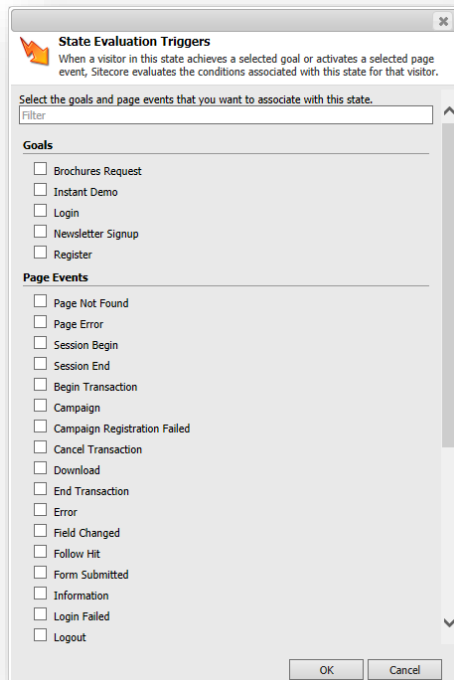 State Evaluation Triggers
When a visitor in this state achieves a selected goal or activates a selected page
event, Sitecore evaluates the conditions associated with this state for that visitor.
Select the goals and page events that you want to associate with this state.
Filter
Goals
Brochures Request
Instant Demo
Login
Newsletter Signup
Register
Page Events
Page Not Found
Page Error
Session Begin
Session End
Begin Transaction
Campaign
Campaign Registration Failed
Cancel Transaction
Download
End Transaction
Error
Field Changed
Follow Hit
Form Submitted
Information
Login Failed
Logout
OK Cancel